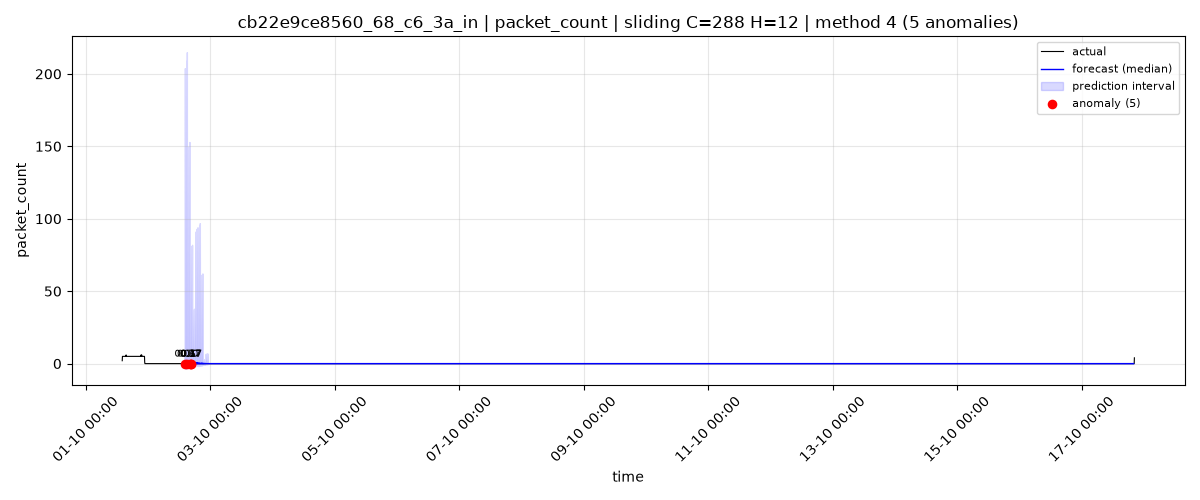 cb22e9ce8560_68_c6_3a_in | packet_count | sliding C=288 H=12 | method 4 (5 anomalies)
actual
forecast (median)
prediction interval
anomaly (5)
packet_count
200
150
100
50
0
01-10 00:00
03-10 00:00
05-10 00:00
07-10 00:00
09-10 00:00
11-10 00:00
13-10 00:00
15-10 00:00
17-10 00:00
time